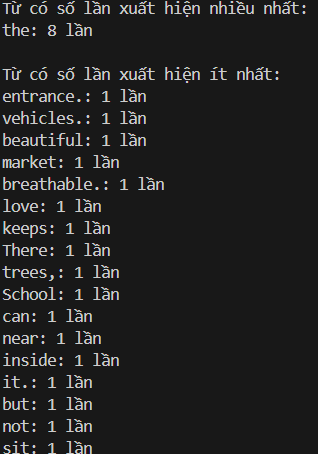 Từ có số lần xuất hiện nhiều nhất:
the: 8 lần
Từ có số lần xuất hiện ít nhất:
entrance.: 1 lần
vehicles.: 1 lần
beautiful: 1 lần
market: 1 lần
breathable.: 1 lần
love: 1 lần
keeps: 1 lần
There: 1 lần
trees,: 1 lần
School: 1 lần
can: 1 lần
near: 1 lần
inside: 1 lần
it.: 1 lần
but: 1 lần
not: 1 lần
sit: 1 lần